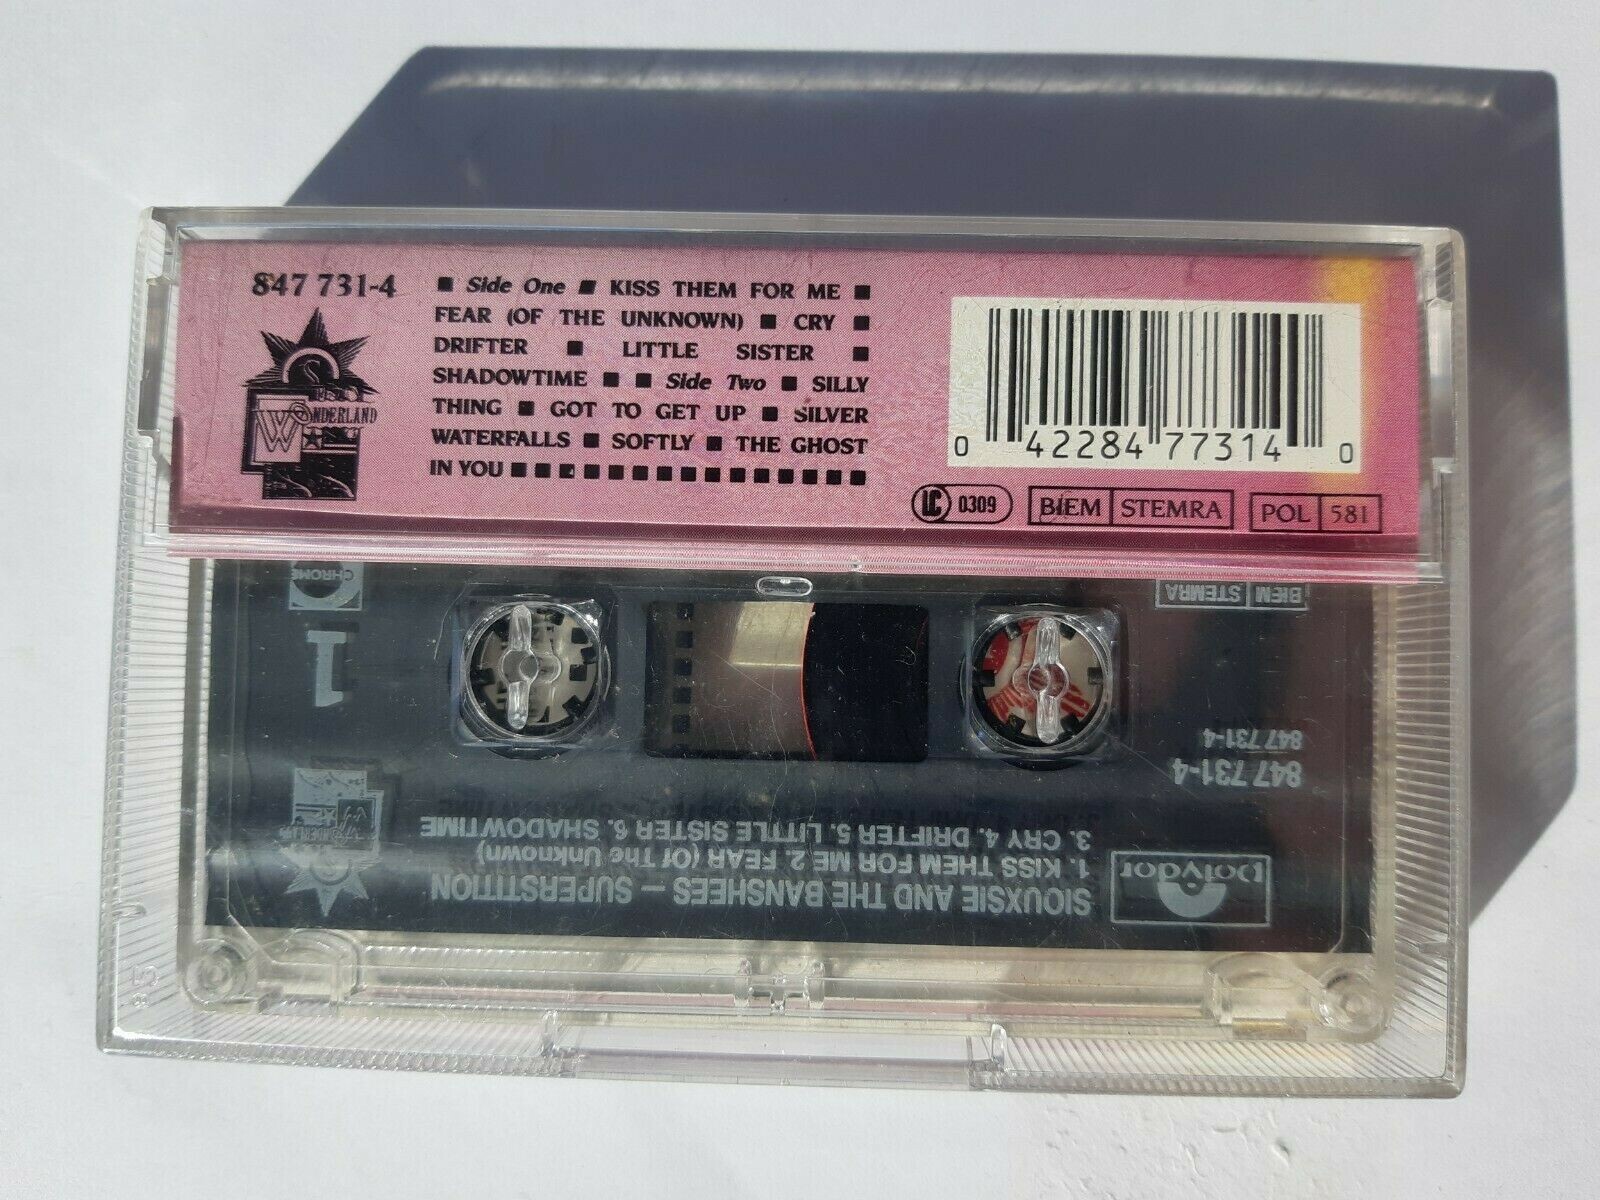 847 731-4
■ Side One ■ KISS THEM FOR ME ■
FEAR (OF THE UNKNOWN) ■ CRY ■
DRIFTER ■ LITTLE SISTER ■
SHADOWTIME ■ ■ Side Two ■ SILLY
THING ■ GOT TO GET UP ■ SILVER
WATERFALLS ■ SOFTLY ■ THE GHOST
IN YOU ■ ■ ■ ■ ■ ■ ■ ■ ■ ■ ■ ■ ■ ■ ■
WONDERLAND
0 42284 77314 0
LC 0309
BIEM STEMRA
POL 581
SIOUXSIE AND THE BANSHEES – SUPERSTITION
1. KISS THEM FOR ME 2. FEAR (Of The Unknown)
3. CRY 4. DRIFTER 5. LITTLE SISTER 6. SHADOWTIME
Polydor
847 731-4
847 731-4
1
CHROME
BIEM STEMRA